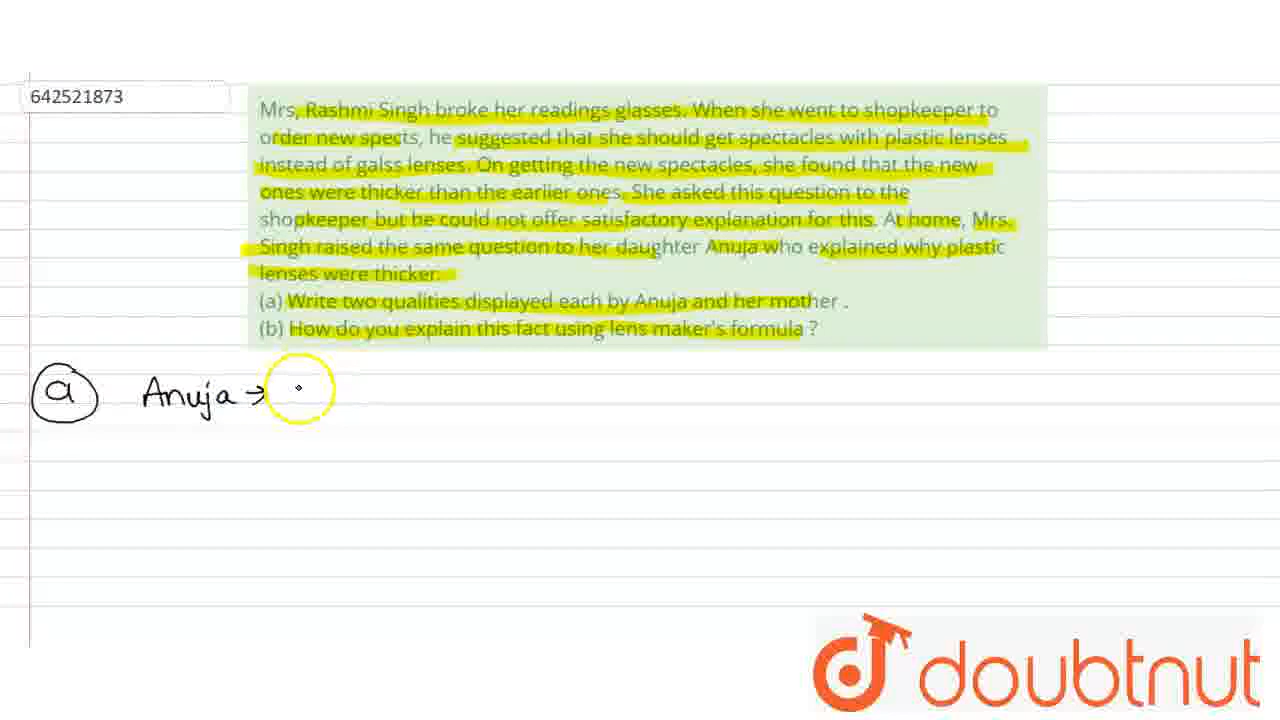 642521873
Mrs, Rashmi Singh broke her readings glasses. When she went to shopkeeper to
order new spects, he suggested that she should get spectacles with plastic lenses
instead of galss lenses. On getting the new spectacles, she found that the new
ones were thicker than the earlier ones. She asked this question to the
shopkeeper but he could not offer satisfactory explanation for this. At home, Mrs.
Singh raised the same question to her daughter Anuja who explained why plastic
lenses were thicker.
(a) Write two qualities displayed each by Anuja and her mother .
(b) How do you explain this fact using lens maker's formula ?
a Anuja →
doubtnut